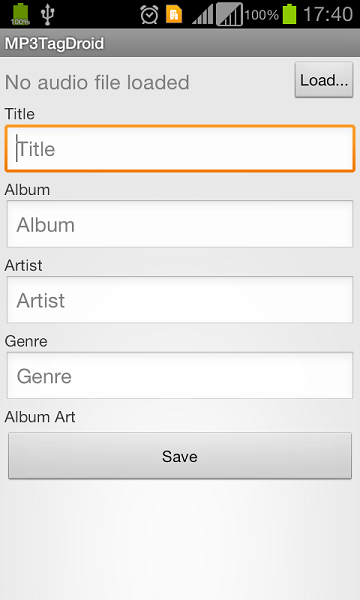 100% 100% 17:40
MP3TagDroid
No audio file loaded Load...
Title
Title
Album
Album
Artist
Artist
Genre
Genre
Album Art
Save